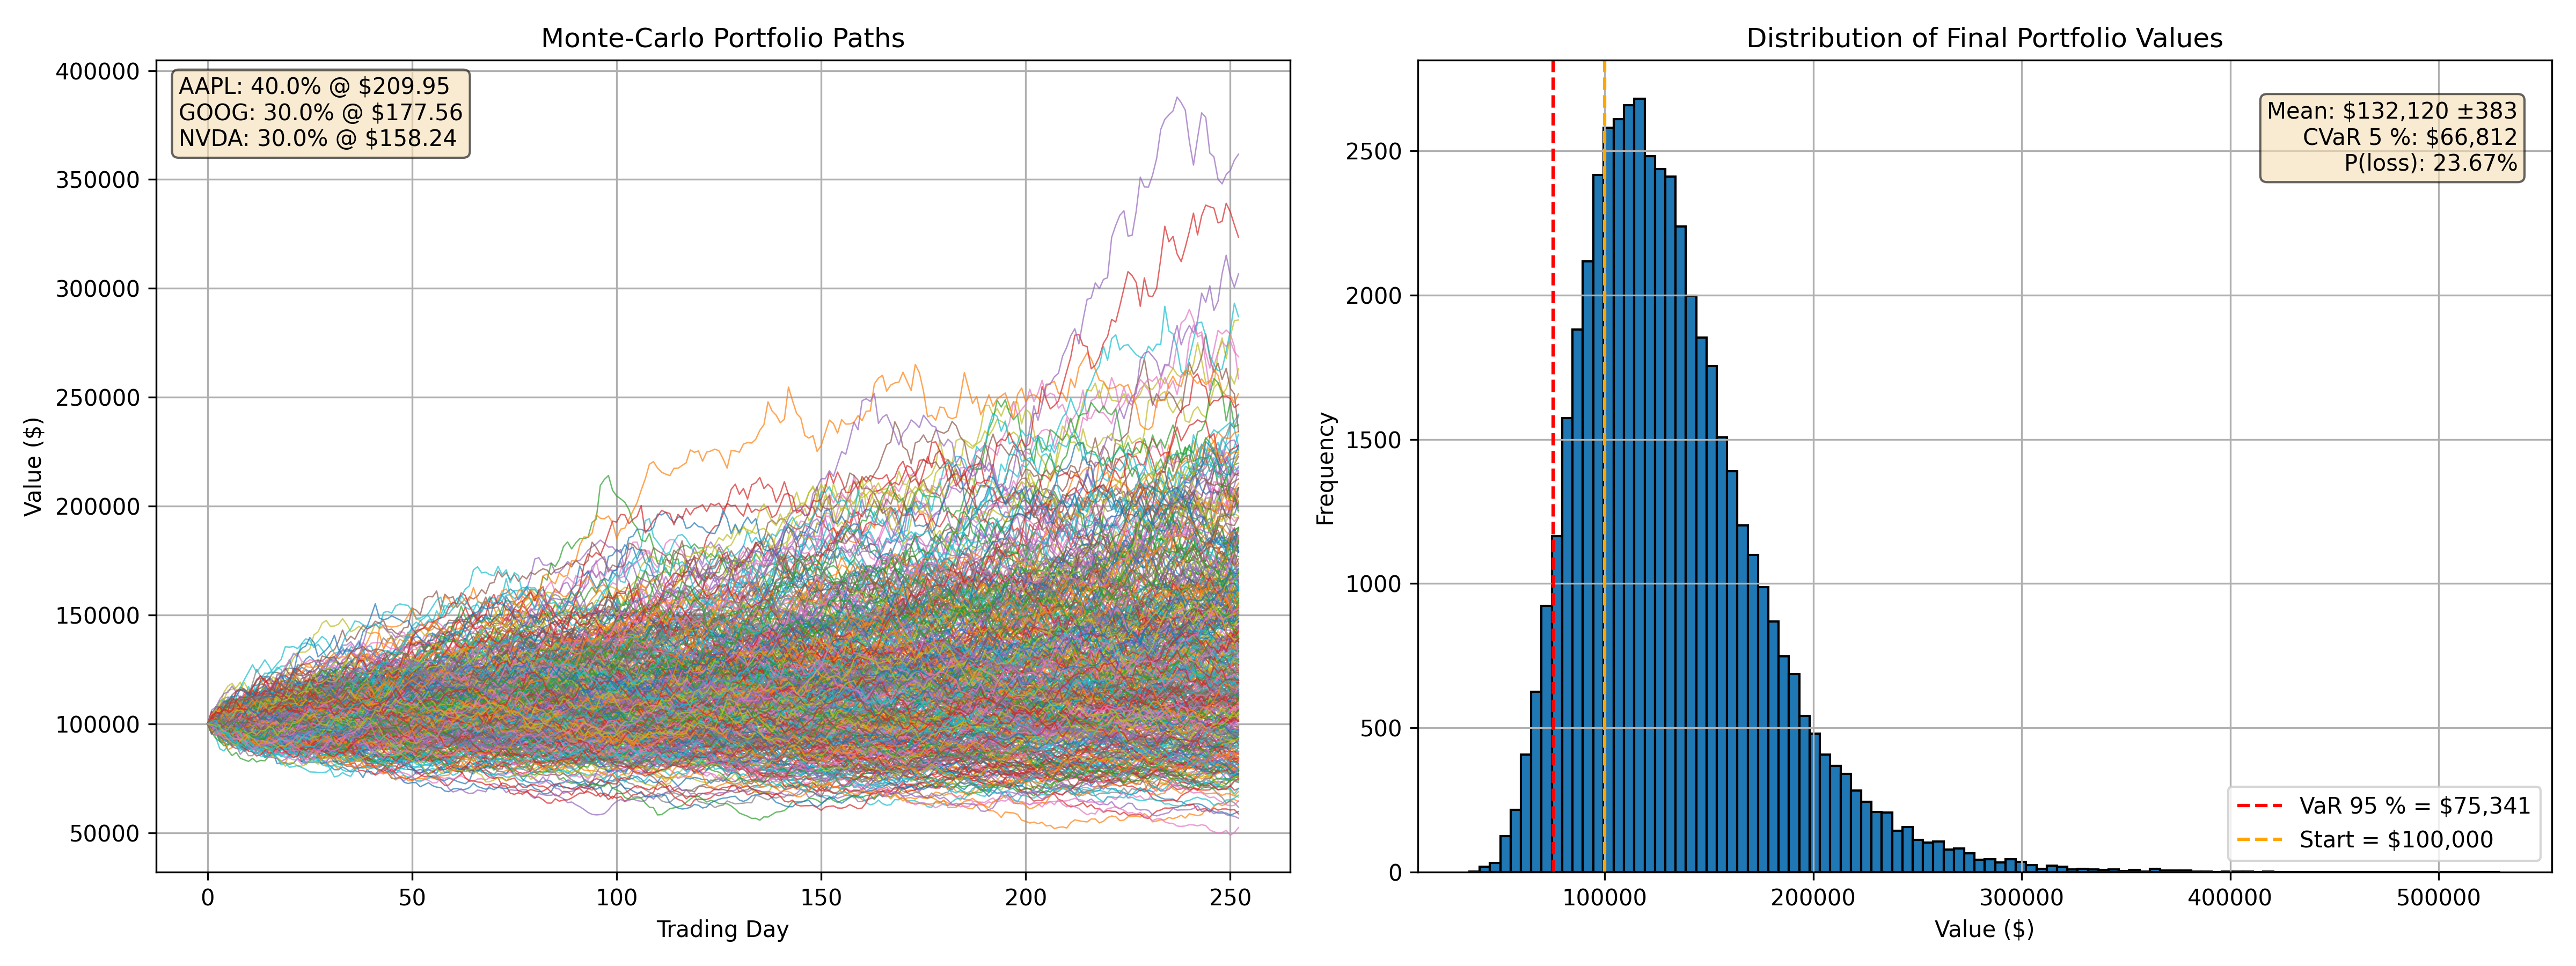 Monte-Carlo Portfolio Paths
400000
350000
300000
250000
200000
150000
100000
50000
Value ($)
AAPL: 40.0% @ $209.95
GOOG: 30.0% @ $177.56
NVDA: 30.0% @ $158.24
0 50 100 150 200 250
Trading Day
Distribution of Final Portfolio Values
2500
2000
1500
1000
500
0
Frequency
Mean: $132,120 ±383
CVaR 5 %: $66,812
P(loss): 23.67%
VaR 95 % = $75,341
Start = $100,000
100000 200000 300000 400000 500000
Value ($)